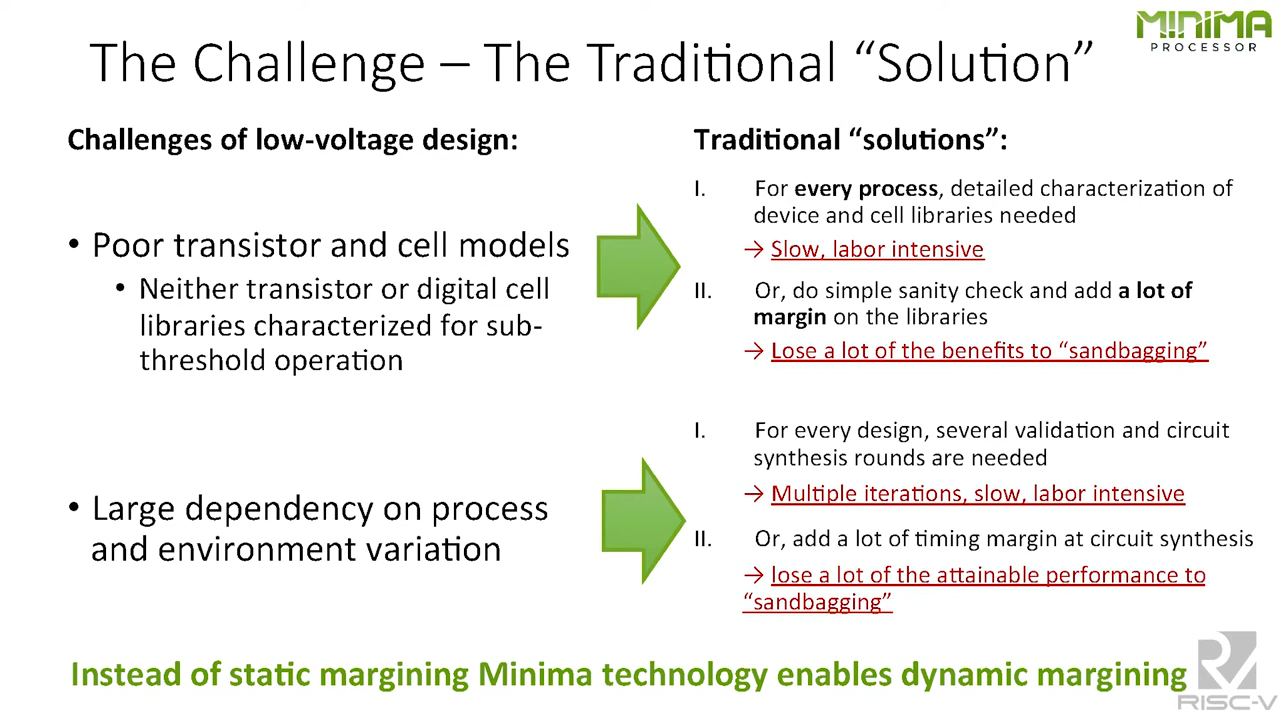 MINIMA
PROCESSOR
The Challenge – The Traditional “Solution”
Challenges of low-voltage design:
• Poor transistor and cell models
• Neither transistor or digital cell
libraries characterized for sub-
threshold operation
• Large dependency on process
and environment variation
Traditional “solutions”:
I. For every process, detailed characterization of
device and cell libraries needed
→ Slow, labor intensive
II. Or, do simple sanity check and add a lot of
margin on the libraries
→ Lose a lot of the benefits to “sandbagging”
I. For every design, several validation and circuit
synthesis rounds are needed
→ Multiple iterations, slow, labor intensive
II. Or, add a lot of timing margin at circuit synthesis
→ lose a lot of the attainable performance to
“sandbagging”
Instead of static margining Minima technology enables dynamic margining
RISC-V